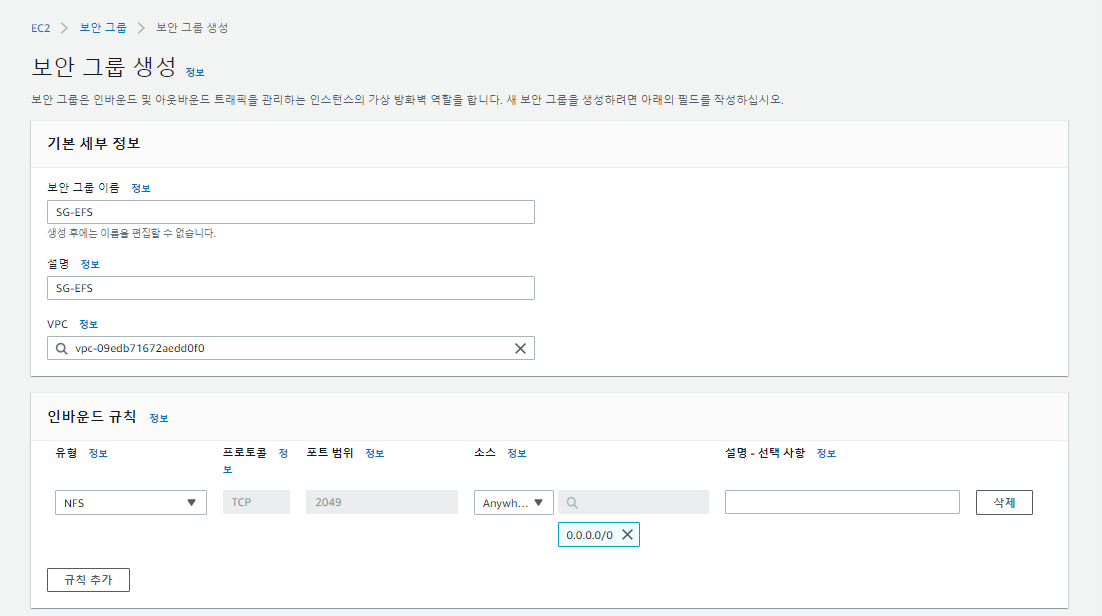 EC2 > 보안 그룹 > 보안 그룹 생성
보안 그룹 생성 정보
보안 그룹은 인바운드 및 아웃바운드 트래픽을 관리하는 인스턴스의 가상 방화벽 역할을 합니다. 새 보안 그룹을 생성하려면 아래의 필드를 작성하십시오.
기본 세부 정보
보안 그룹 이름 정보
SG-EFS
생성 후에는 이름을 편집할 수 없습니다.
설명 정보
SG-EFS
VPC 정보
vpc-09edb71672aedd0f0
인바운드 규칙 정보
유형 정보 프로토콜 정보 포트 범위 정보 소스 정보 설명 - 선택 사항 정보
NFS TCP 2049 Anywh... 삭제
0.0.0.0/0
규칙 추가